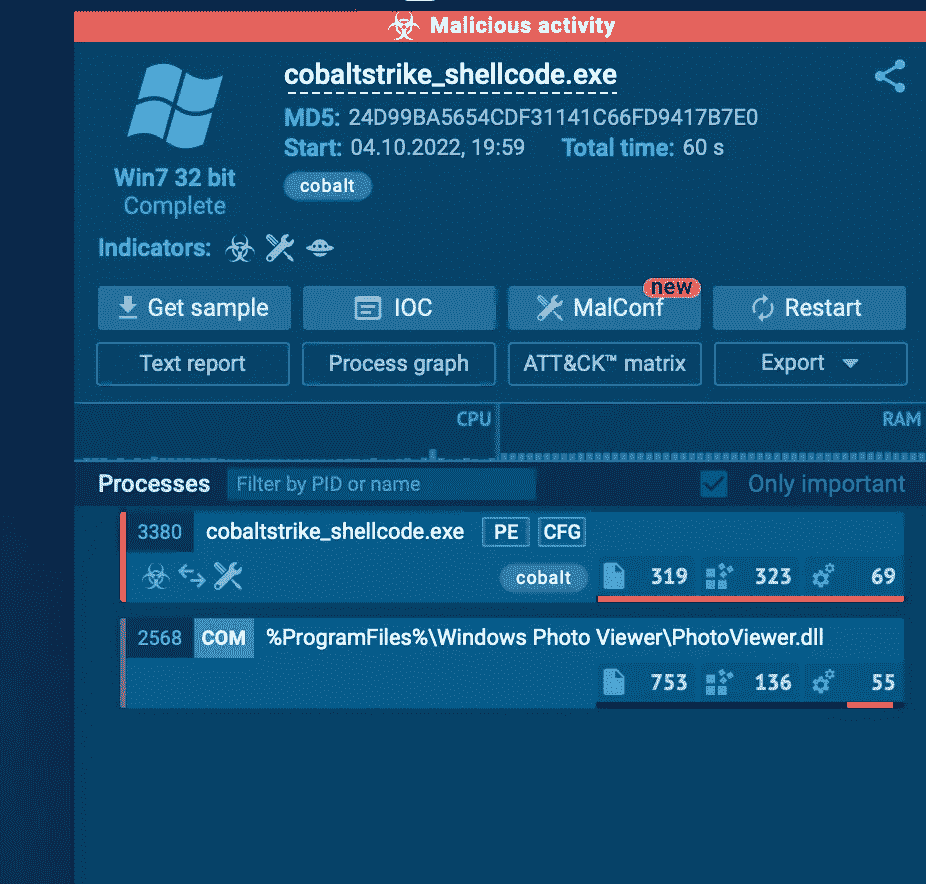 Malicious activity
cobaltstrike_shellcode.exe
MD5: 24D99BA5654CDF31141C66FD9417B7E0
Start: 04.10.2022, 19:59 Total time: 60 s
Win7 32 bit
Complete
cobalt
Indicators:
new
Get sample IOC MalConf Restart
Text report Process graph ATT&CK™ matrix Export
CPU RAM
Processes Filter by PID or name Only important
3380 cobaltstrike_shellcode.exe PE CFG
cobalt 319 323 69
2568 COM %ProgramFiles%\Windows Photo Viewer\PhotoViewer.dll
753 136 55